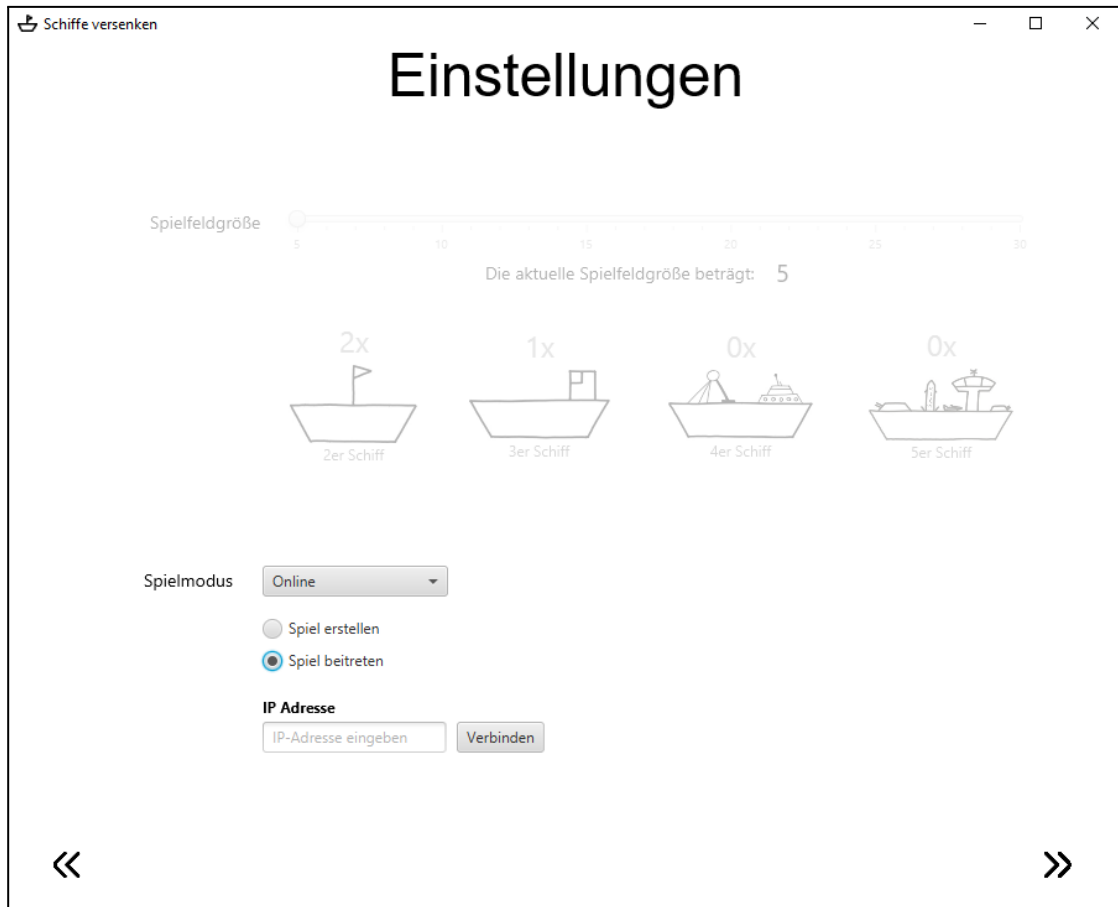 Schiffe versenken
Einstellungen
Spielfeldgröße
5 10 15 20 25 30
Die aktuelle Spielfeldgröße beträgt: 5
2x 1x 0x 0x
2er Schiff 3er Schiff 4er Schiff 5er Schiff
Spielmodus Online
Spiel erstellen
Spiel beitreten
IP Adresse
IP-Adresse eingeben Verbinden